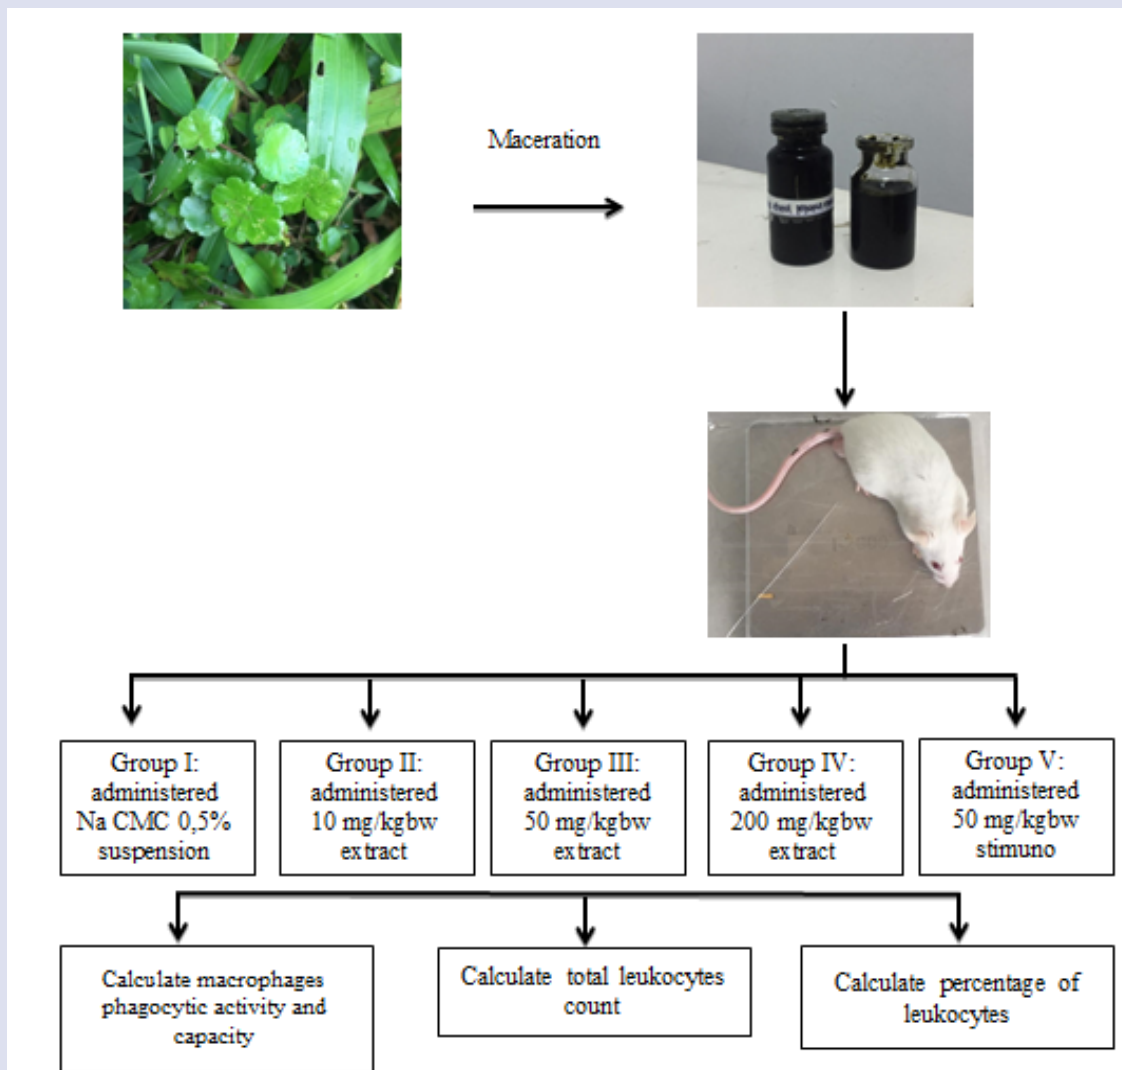 Maceration
Group I:
administered
Na CMC 0,5%
suspension
Group II:
administered
10 mg/kgbw
extract
Group III:
administered
50 mg/kgbw
extract
Group IV:
administered
200 mg/kgbw
extract
Group V:
administered
50 mg/kgbw
stimuno
Calculate macrophages
phagocytic activity and
capacity
Calculate total leukocytes
count
Calculate percentage of
leukocytes